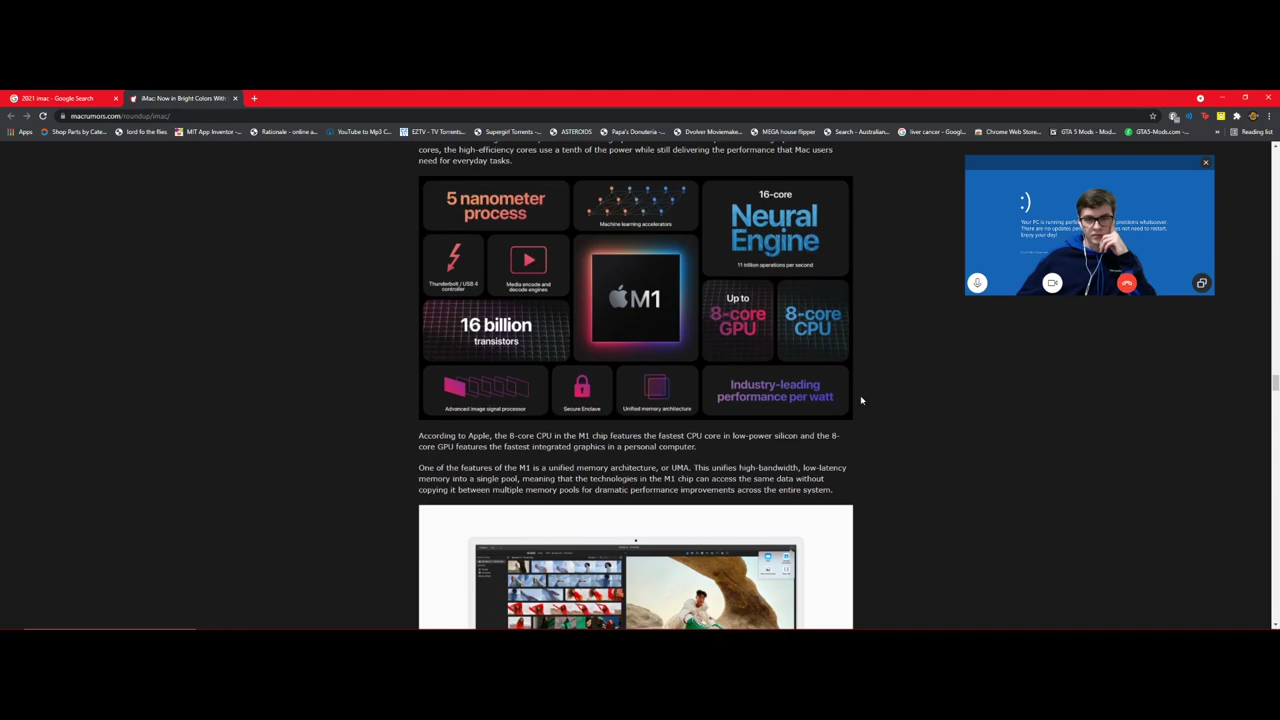 2021 imac - Google Search
iMac: Now in Bright Colors With
macrumors.com/roundup/imac/
Apps
Shop Parts by Cate...
lord fo the flies
MIT App Inventor -...
Rationale - online a...
YouTube to Mp3 C...
EZTV - TV Torrents...
Supergirl Torrents -...
ASTEROIDS
Papa's Donuteria -...
Dvolver Moviemake...
MEGA house flipper
Search - Australian...
liver cancer - Googl...
Chrome Web Store...
GTA 5 Mods - Mod...
GTA5-Mods.com -...
»
Reading list
cores, the high-efficiency cores use a tenth of the power while still delivering the performance that Mac users
need for everyday tasks.
5 nanometer
process
Machine learning accelerators
16-core
Neural
Engine
11 trillion operations per second
Thunderbolt / USB 4
controller
Media encode and
decode engines
M1
Up to
8-core
GPU
8-core
CPU
16 billion
transistors
Advanced image signal processor
Secure Enclave
Unified memory architecture
Industry-leading
performance per watt
According to Apple, the 8-core CPU in the M1 chip features the fastest CPU core in low-power silicon and the 8-
core GPU features the fastest integrated graphics in a personal computer.
One of the features of the M1 is a unified memory architecture, or UMA. This unifies high-bandwidth, low-latency
memory into a single pool, meaning that the technologies in the M1 chip can access the same data without
copying it between multiple memory pools for dramatic performance improvements across the entire system.
:)
Your PC is running problems whatsoever.
There are no updates not need to restart.
Enjoy your day!